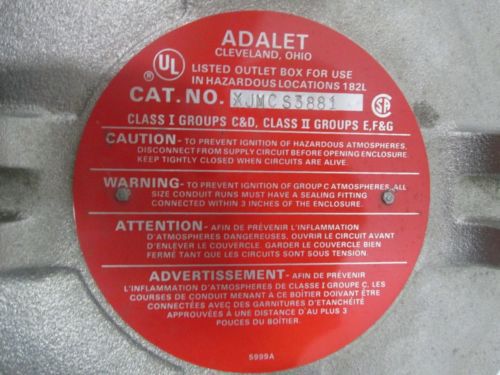 ADALET
CLEVELAND, OHIO
UL
®
LISTED OUTLET BOX FOR USE
IN HAZARDOUS LOCATIONS 182L
CAT. NO. XJMCS3881
CLASS I GROUPS C&D, CLASS II GROUPS E,F&G
CAUTION - TO PREVENT IGNITION OF HAZARDOUS ATMOSPHERES,
DISCONNECT FROM SUPPLY CIRCUIT BEFORE OPENING ENCLOSURE.
KEEP TIGHTLY CLOSED WHEN CIRCUITS ARE ALIVE.
WARNING - TO PREVENT IGNITION OF GROUP C ATMOSPHERES, ALL
SIZE CONDUIT RUNS MUST HAVE A SEALING FITTING
CONNECTED WITHIN 3 INCHES OF THE ENCLOSURE.
ATTENTION - AFIN DE PRÉVENIR L'INFLAMMATION
D'ATMOSPHERES DANGEREUSES, OUVRIR LE CIRCUIT AVANT
D'ENLEVER LE COUVERCLE. GARDER LE COUVERCLE BIEN
FERMÉ TANT QUE LES CIRCUITS SONT SOUS TENSION.
ADVERTISSEMENT - AFIN DE PRÉVENIR
L'INFLAMMATION D'ATMOSPHERES DE CLASSE I GROUPE C, LES
COURSES DE CONDUIT MENANT A CE BOÎTIER DOIVANT ÊTRE
CONNECTÉES AVEC DES GARNITURES D'ETANCHÉITÉ
APPROUVÉES À UNE DISTANCE D'AU PLUS 3
POUCES DU BOÎTIER.
5999A